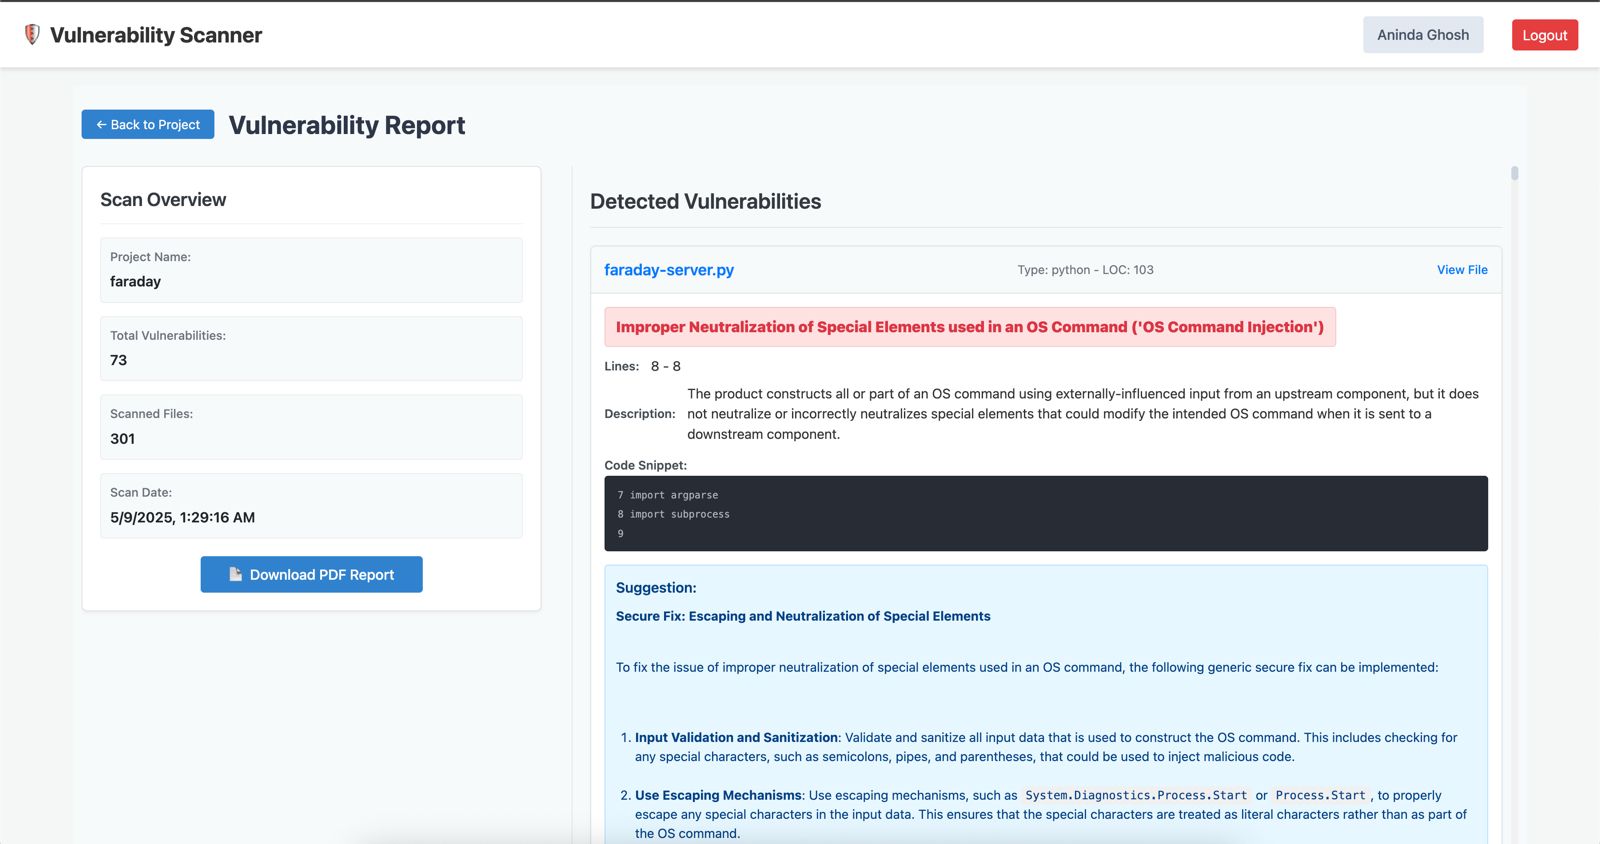 Vulnerability Scanner
Aninda Ghosh
Logout
← Back to Project
Vulnerability Report
Scan Overview
Project Name:
faraday
Total Vulnerabilities:
73
Scanned Files:
301
Scan Date:
5/9/2025, 1:29:16 AM
Download PDF Report
Detected Vulnerabilities
faraday-server.py
Type: python - LOC: 103
View File
Improper Neutralization of Special Elements used in an OS Command ('OS Command Injection')
Lines: 8 - 8
Description:
The product constructs all or part of an OS command using externally-influenced input from an upstream component, but it does
not neutralize or incorrectly neutralizes special elements that could modify the intended OS command when it is sent to a
downstream component.
Code Snippet:
7 import argparse
8 import subprocess
9
Suggestion:
Secure Fix: Escaping and Neutralization of Special Elements
To fix the issue of improper neutralization of special elements used in an OS command, the following generic secure fix can be implemented:
1. Input Validation and Sanitization: Validate and sanitize all input data that is used to construct the OS command. This includes checking for
any special characters, such as semicolons, pipes, and parentheses, that could be used to inject malicious code.
2. Use Escaping Mechanisms: Use escaping mechanisms, such as System.Diagnostics.Process.Start or Process.Start, to properly
escape any special characters in the input data. This ensures that the special characters are treated as literal characters rather than as part of
the OS command.